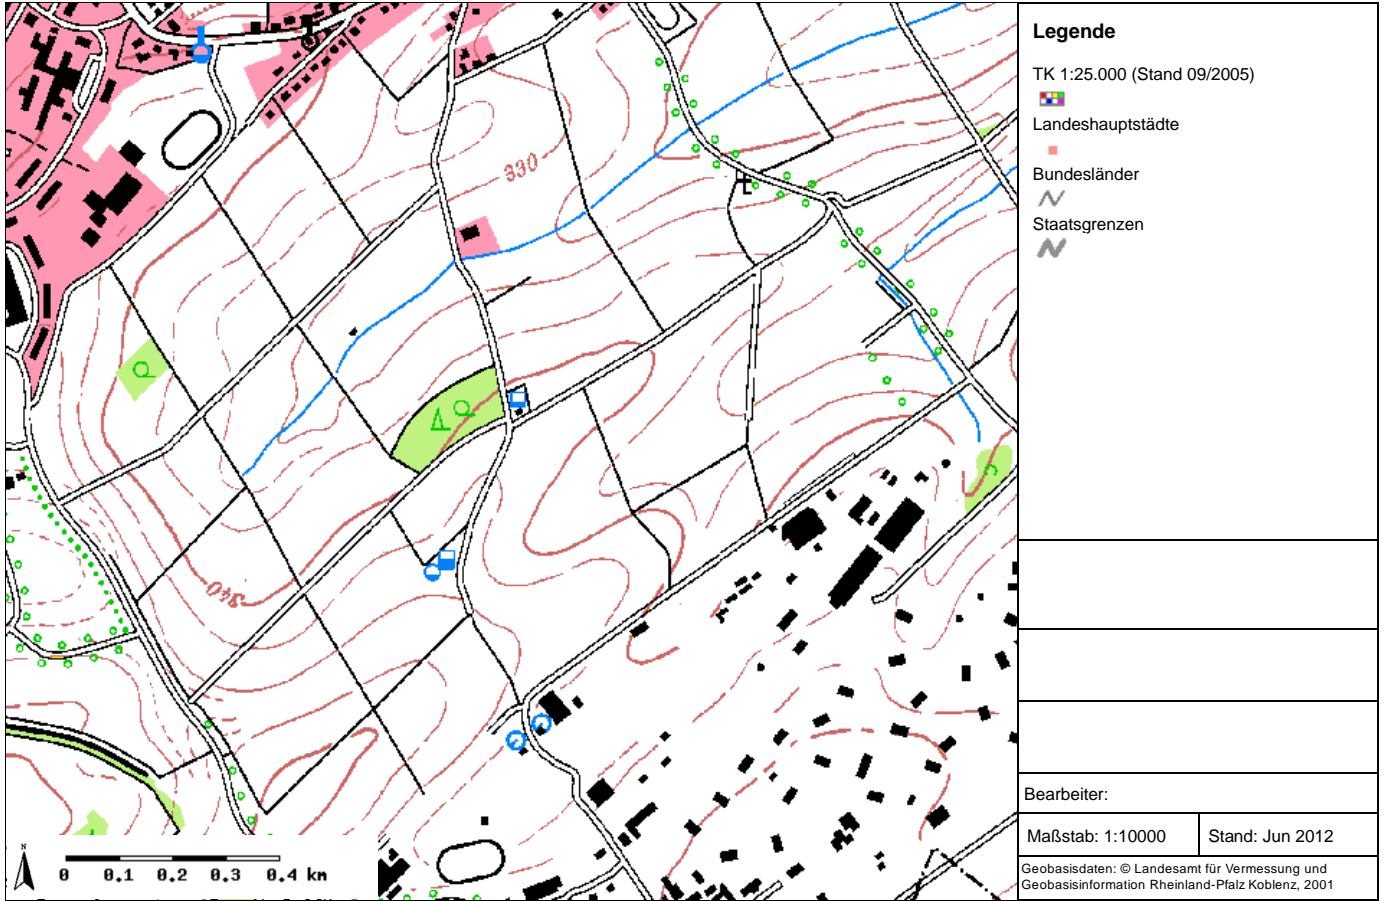 330
340
N
0 0.1 0.2 0.3 0.4 km
Legende
TK 1:25.000 (Stand 09/2005)
Landeshauptstädte
Bundesländer
Staatsgrenzen
Bearbeiter:
Maßstab: 1:10000
Stand: Jun 2012
Geobasisdaten: © Landesamt für Vermessung und
Geobasisinformation Rheinland-Pfalz Koblenz, 2001